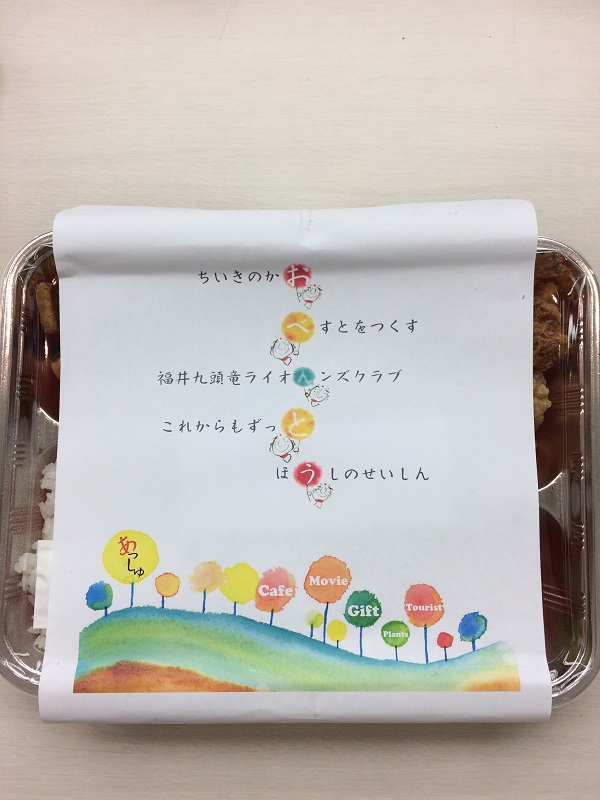 ちいきのかお
べすとをつくす
福井九頭竜ライオんンズクラブ
これからもずっと
ほうしのせいしん
あっしゅ
Cafe
Movie
Gift
Plants
Tourist